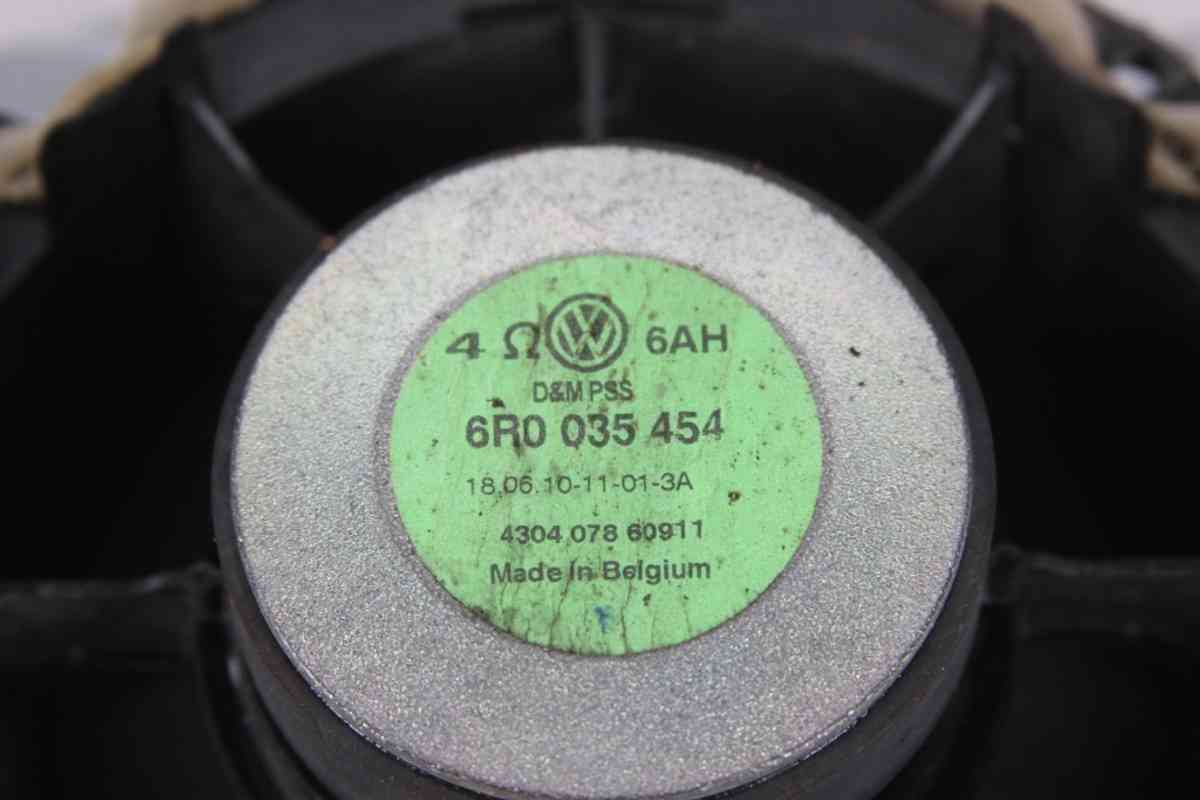 4 Ω VW 6AH
D&M PSS
6R0 035 454
18.06.10-11-01-3A
4304 078 60911
Made In Belgium